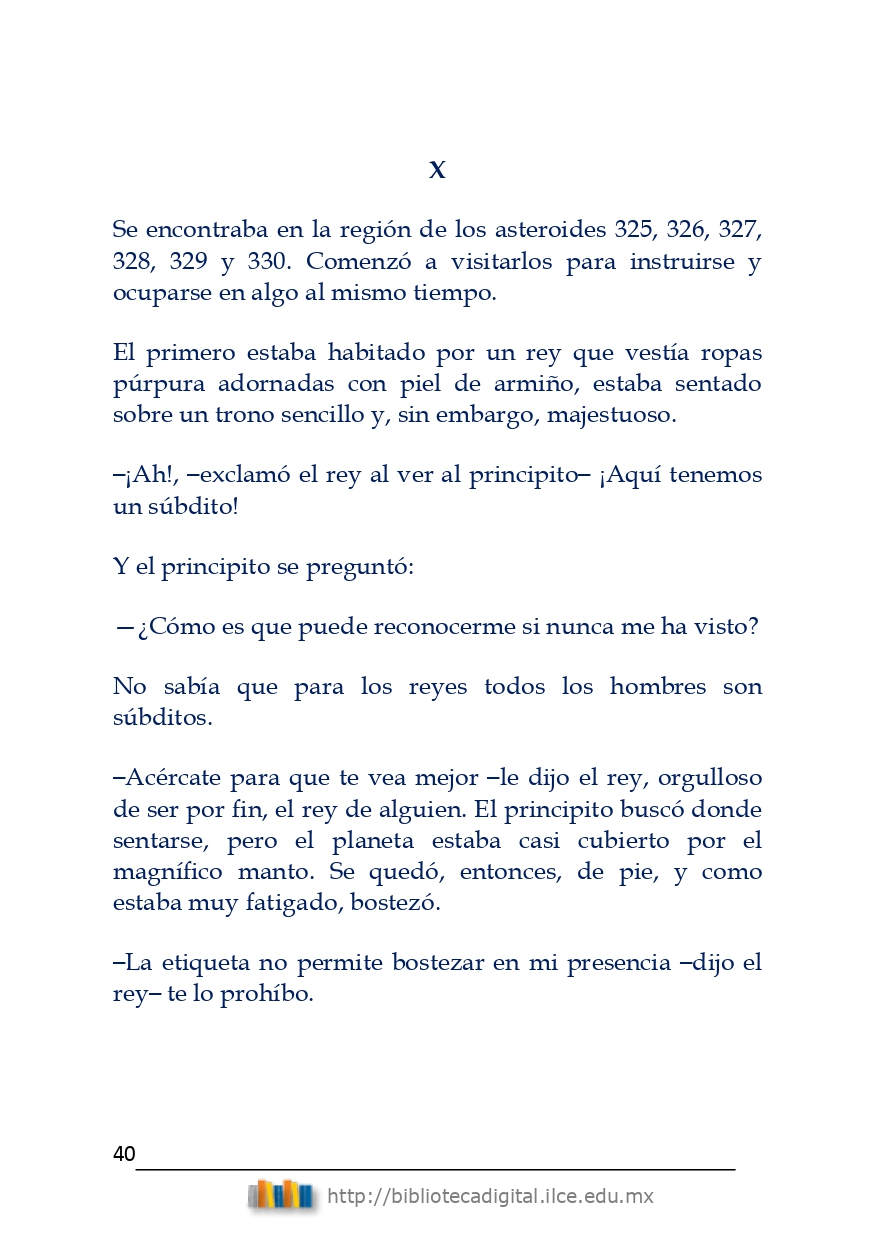 X
Se encontraba en la región de los asteroides 325, 326, 327,
328, 329 y 330. Comenzó a visitarlos para instruirse y
ocuparse en algo al mismo tiempo.
El primero estaba habitado por un rey que vestía ropas
púrpura adornadas con piel de armiño, estaba sentado
sobre un trono sencillo y, sin embargo, majestuoso.
–¡Ah!, –exclamó el rey al ver al principito– ¡Aquí tenemos
un súbdito!
Y el principito se preguntó:
—¿Cómo es que puede reconocerme si nunca me ha visto?
No sabía que para los reyes todos los hombres son
súbditos.
–Acércate para que te vea mejor –le dijo el rey, orgulloso
de ser por fin, el rey de alguien. El principito buscó donde
sentarse, pero el planeta estaba casi cubierto por el
magnífico manto. Se quedó, entonces, de pie, y como
estaba muy fatigado, bostezó.
–La etiqueta no permite bostezar en mi presencia –dijo el
rey– te lo prohíbo.
40
http://bibliotecadigital.ilce.edu.mx